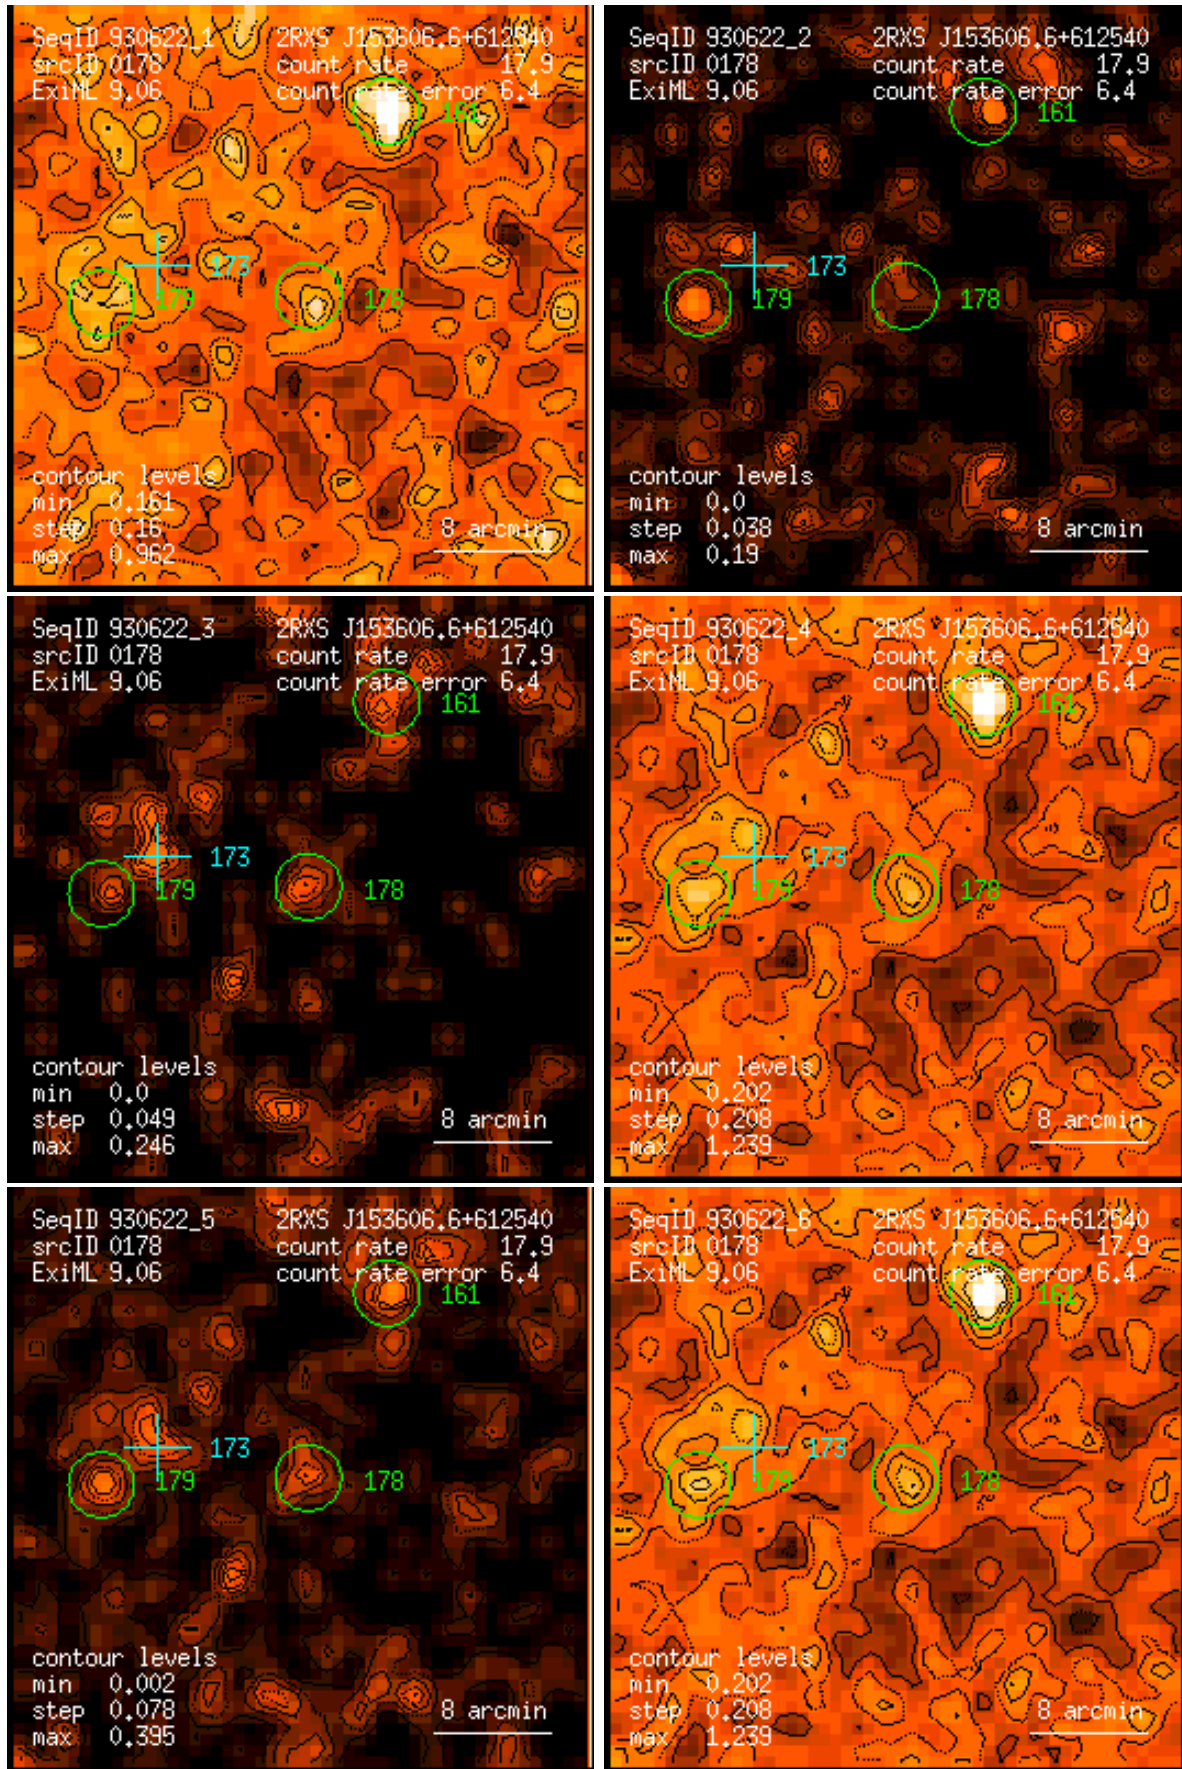 SeqID 930622_1 2RXS J153606.6+612540
srcID 0178 count rate 17.9
ExiML 9.06 count rate error 6.4
161
173
179 178
contour levels
min 0.161
step 0.16 8 arcmin
max 0.962
SeqID 930622_2 2RXS J153606.6+612540
srcID 0178 count rate 17.9
ExiML 9.06 count rate error 6.4
161
173
179 178
contour levels
min 0.0
step 0.038 8 arcmin
max 0.19
SeqID 930622_3 2RXS J153606.6+612540
srcID 0178 count rate 17.9
ExiML 9.06 count rate error 6.4
161
173
179 178
contour levels
min 0.0
step 0.049 8 arcmin
max 0.246
SeqID 930622_4 2RXS J153606.6+612540
srcID 0178 count rate 17.9
ExiML 9.06 count rate error 6.4
161
173
179 178
contour levels
min 0.202
step 0.208 8 arcmin
max 1.239
SeqID 930622_5 2RXS J153606.6+612540
srcID 0178 count rate 17.9
ExiML 9.06 count rate error 6.4
161
173
179 178
contour levels
min 0.002
step 0.078 8 arcmin
max 0.395
SeqID 930622_6 2RXS J153606.6+612540
srcID 0178 count rate 17.9
ExiML 9.06 count rate error 6.4
161
173
179 178
contour levels
min 0.202
step 0.208 8 arcmin
max 1.239